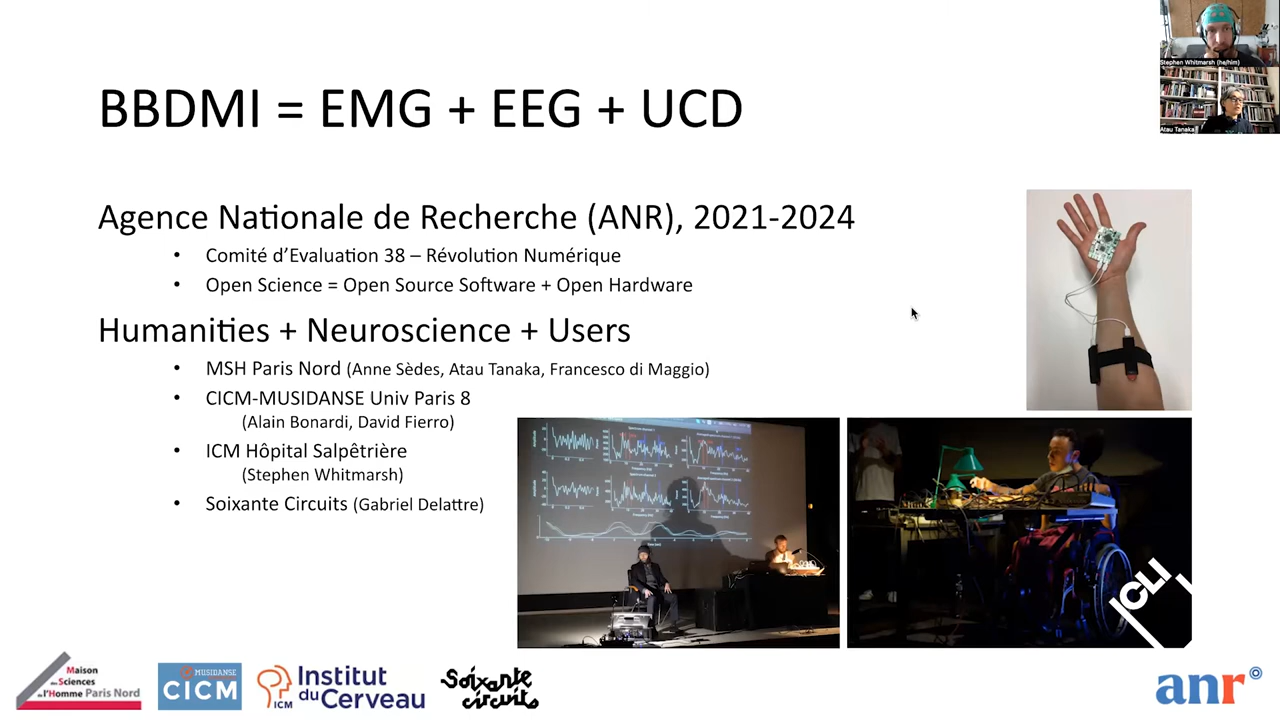 Stephen Whitmarsh (he/him)
Atau Tanaka
BBDMI = EMG + EEG + UCD
Agence Nationale de Recherche (ANR), 2021-2024
• Comité d’Evaluation 38 – Révolution Numérique
• Open Science = Open Source Software + Open Hardware
Humanities + Neuroscience + Users
• MSH Paris Nord (Anne Sèdes, Atau Tanaka, Francesco di Maggio)
• CICM-MUSIDANSE Univ Paris 8
(Alain Bonardi, David Fierro)
• ICM Hôpital Salpêtrière
(Stephen Whitmarsh)
• Soixante Circuits (Gabriel Delattre)
ICLI
Maison
des Sciences
de l'Homme Paris Nord
MUSIDANSE
CICM
ICM
Institut
du Cerveau
Soixante
circuits
anr